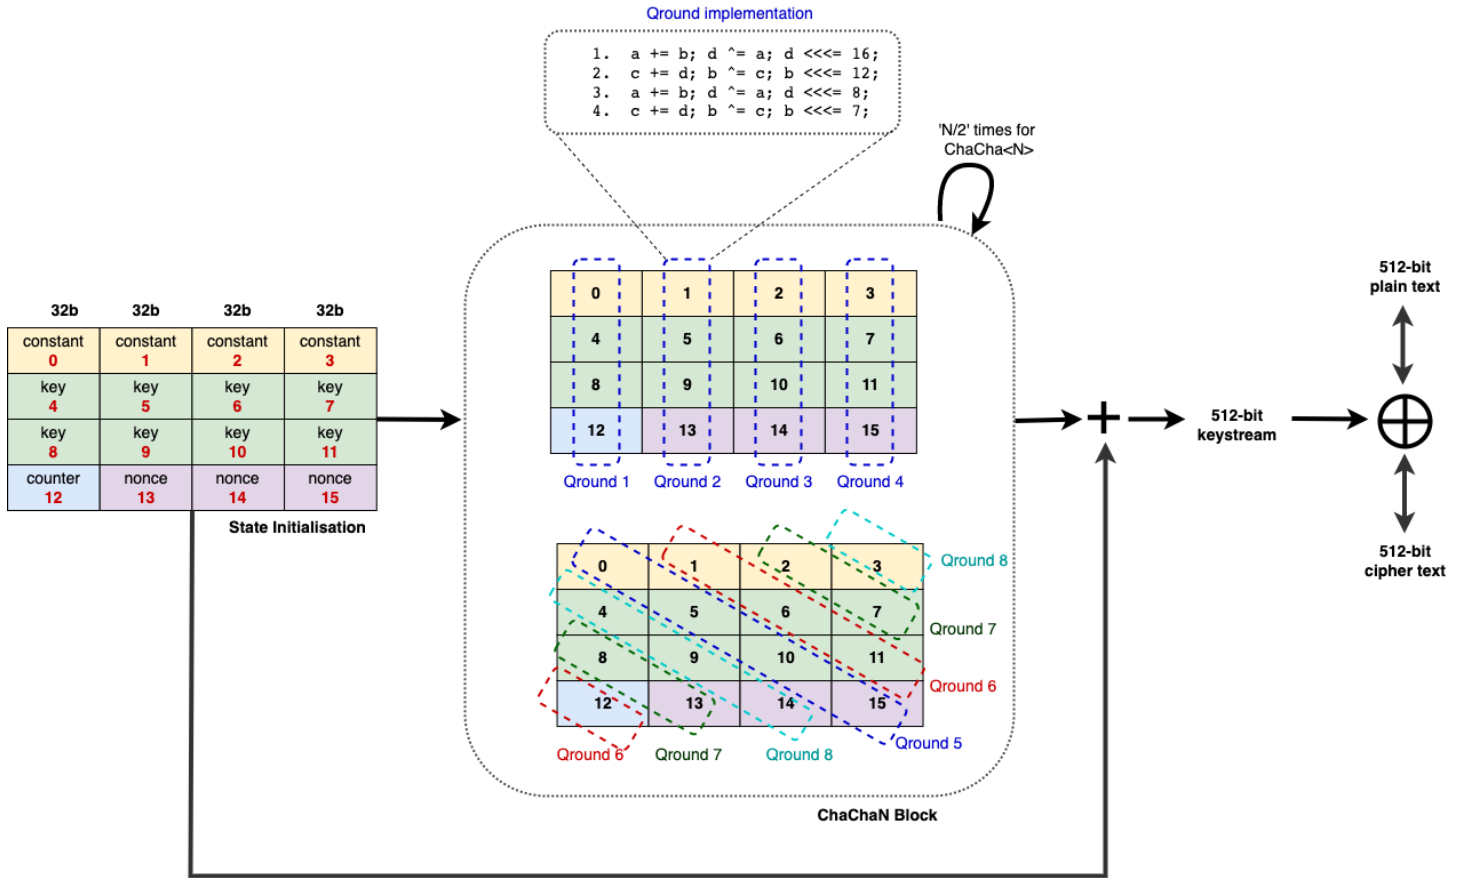 Qround implementation
1. a += b; d ^= a; d <<<= 16;
2. c += d; b ^= c; b <<<= 12;
3. a += b; d ^= a; d <<<= 8;
4. c += d; b ^= c; b <<<= 7;
'N/2' times for
ChaCha<N>
32b 32b 32b 32b
constant constant constant constant
0 1 2 3
key key key key
4 5 6 7
key key key key
8 9 10 11
counter nonce nonce nonce
12 13 14 15
State Initialisation
0 1 2 3
4 5 6 7
8 9 10 11
12 13 14 15
Qround 1 Qround 2 Qround 3 Qround 4
0 1 2 3
4 5 6 7
8 9 10 11
12 13 14 15
Qround 8
Qround 7
Qround 6
Qround 5
Qround 6 Qround 7 Qround 8
ChaChaN Block
+
512-bit
keystream
512-bit
plain text
512-bit
cipher text